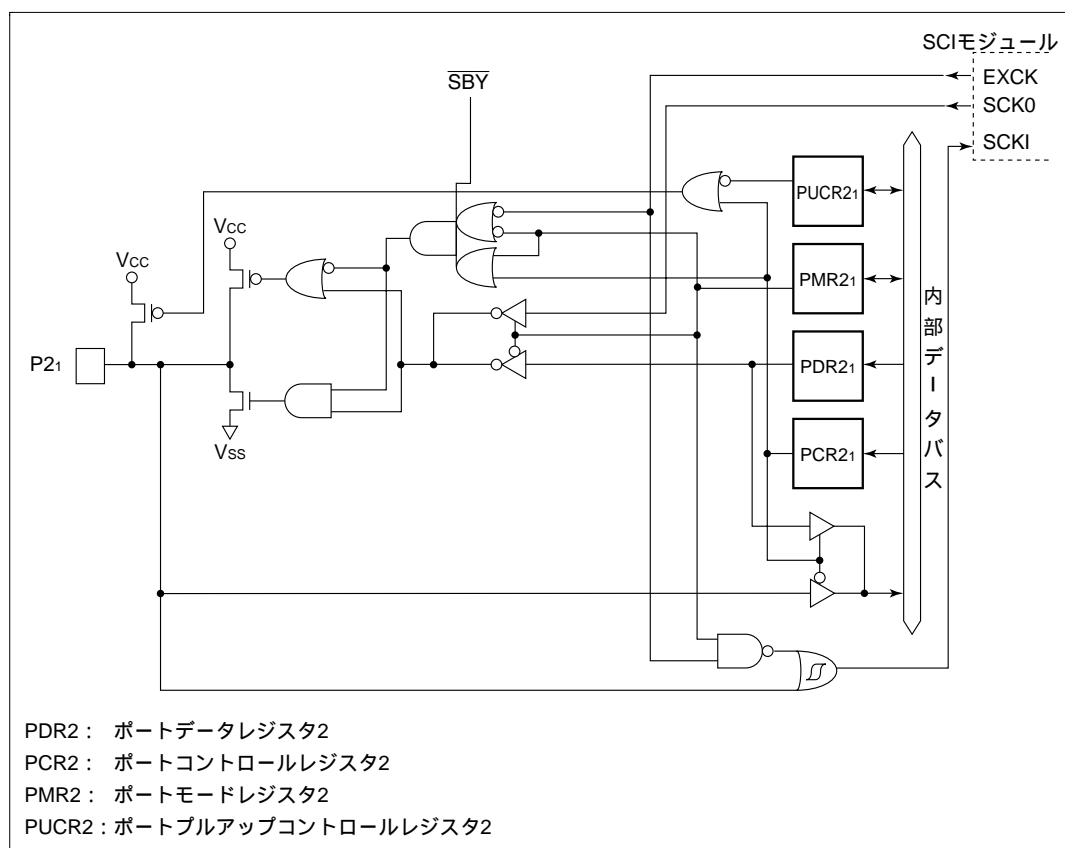 SCIモジュール
EXCK
SCK0
SCKI
SBY
PUCR21
VCC
VCC
PMR21
P21
PDR21
VSS
PCR21
内部データバス
PDR2： ポートデータレジスタ2
PCR2： ポートコントロールレジスタ2
PMR2： ポートモードレジスタ2
PUCR2：ポートプルアップコントロールレジスタ2